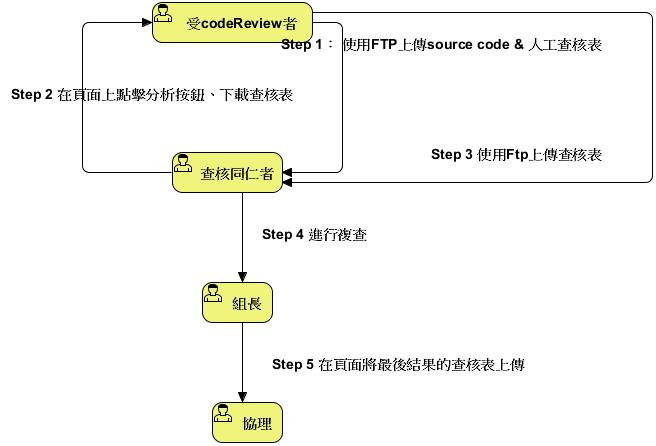 受codeReview者
Step 1： 使用FTP上傳source code & 人工查核表
Step 2 在頁面上點擊分析按鈕、下載查核表
Step 3 使用Ftp上傳查核表
查核同仁者
Step 4 進行複查
組長
Step 5 在頁面將最後結果的查核表上傳
協理